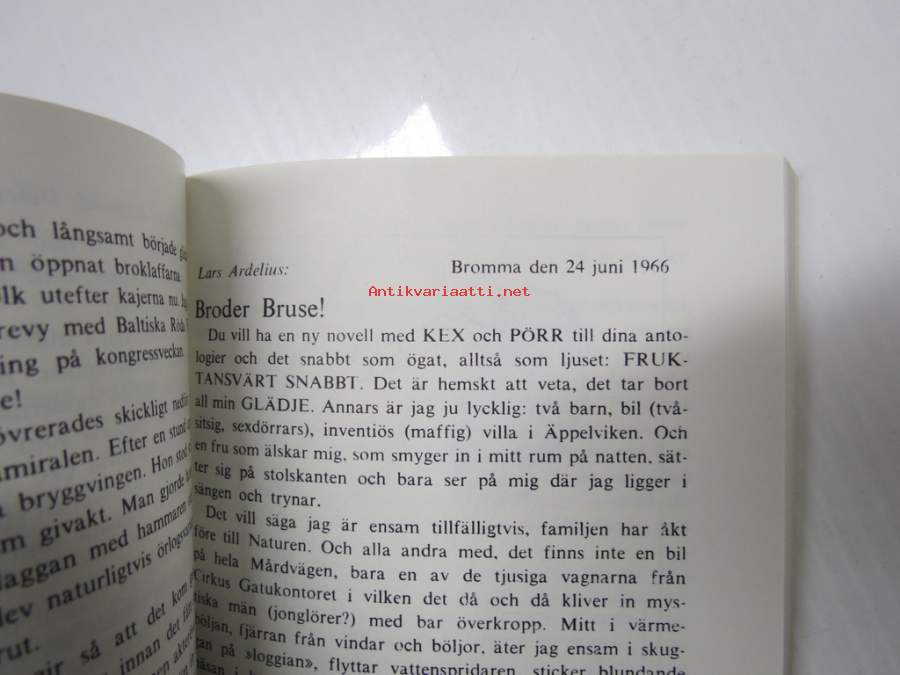 och långsamt började
n öppnat broklaffarna.
olk utefter kajerna nu.
revy med Baltiska Röda
ing på kongressveckan
e!
övrerades skickligt
amiralen. Efter en stund
bryggvingen. Hon stod
m givakt. Man gjorde
laggan med hammaren
lev naturligtvis
rut.
så att det kom
innan det
Lars Ardelius:
Bromma den 24 juni 1966
Antikvariaatti.net
Broder Bruse!
Du vill ha en ny novell med KEX och PÖRR till dina anto-
logier och det snabbt som ögat, alltså som ljuset: FRUK-
TANSVÄRT SNABBT. Det är hemskt att veta, det tar bort
all min GLÄDJE. Annars är jag ju lycklig: två barn, bil (två-
sitsig, sexdörrars), inventiös (maffig) villa i Äppelviken. Och
en fru som älskar mig, som smyger in i mitt rum på natten, sät-
ter sig på stolskanten och bara ser på mig där jag ligger i
sängen och trynar.
Det vill säga jag är ensam tillfälligtvis, familjen har åkt
före till Naturen. Och alla andra med, det finns inte en bil
på hela Mårdvägen, bara en av de tjusiga vagnarna från
Cirkus Gatukontoret i vilken det då och då kliver in mys-
tiska män (jonglörer?) med bar överkropp. Mitt i värme-
böljan, fjärran från vindar och böljor, äter jag ensam i skug-
gan på »loggian», flyttar vattenspridaren, sticker blundande